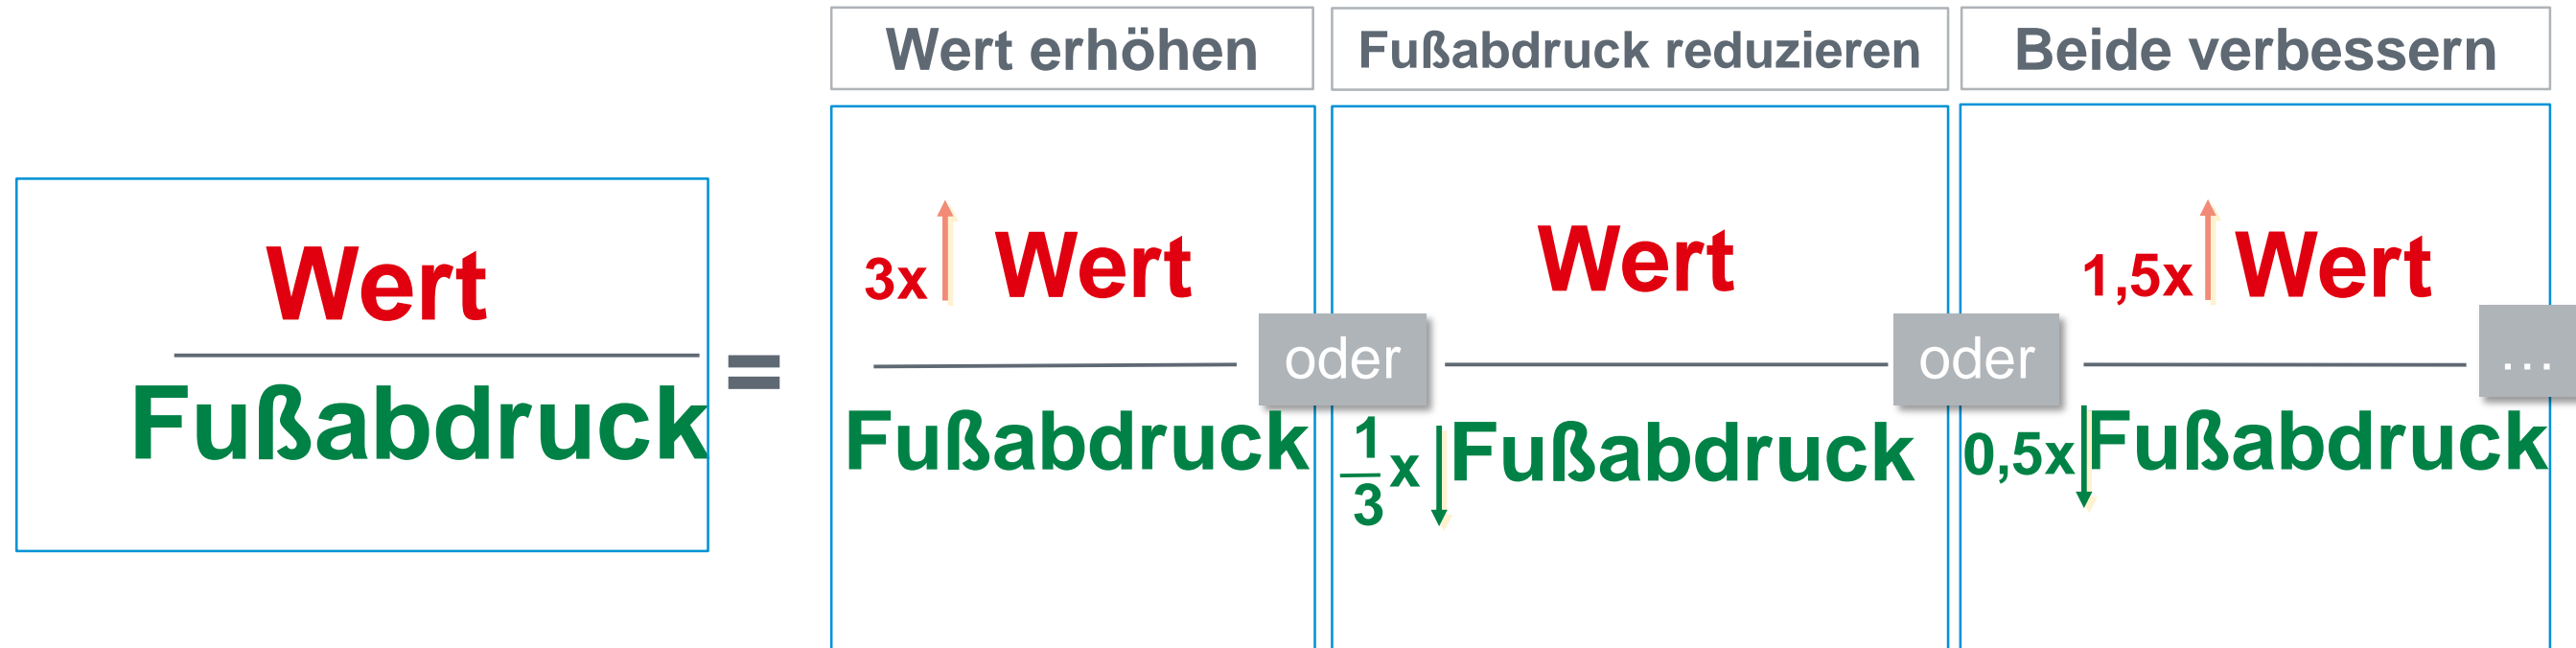 Wert erhöhen
Fußabdruck reduzieren
Beide verbessern
Wert
Fußabdruck
=
3x Wert
Fußabdruck
oder
Wert
1
3
x Fußabdruck
oder
1,5x Wert
0,5x Fußabdruck
...